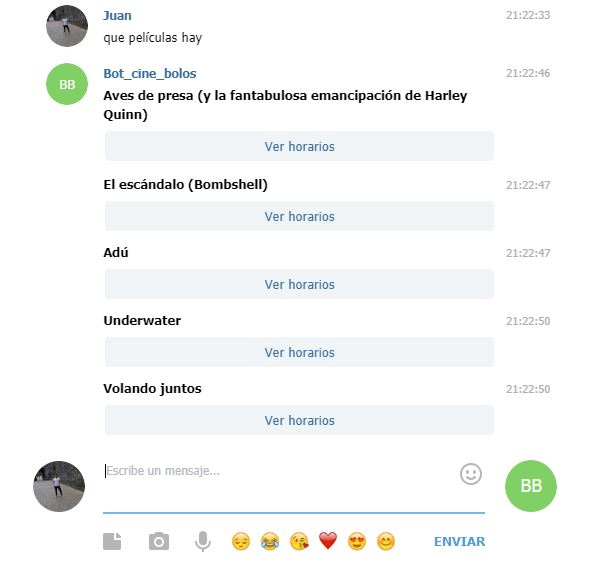 Juan 21:22:33
que películas hay
BB Bot_cine_bolos 21:22:46
Aves de presa (y la fantabulosa emancipación de Harley
Quinn)
Ver horarios
El escándalo (Bombshell) 21:22:47
Ver horarios
Adú 21:22:47
Ver horarios
Underwater 21:22:50
Ver horarios
Volando juntos 21:22:50
Ver horarios
Escribe un mensaje...
BB
ENVIAR